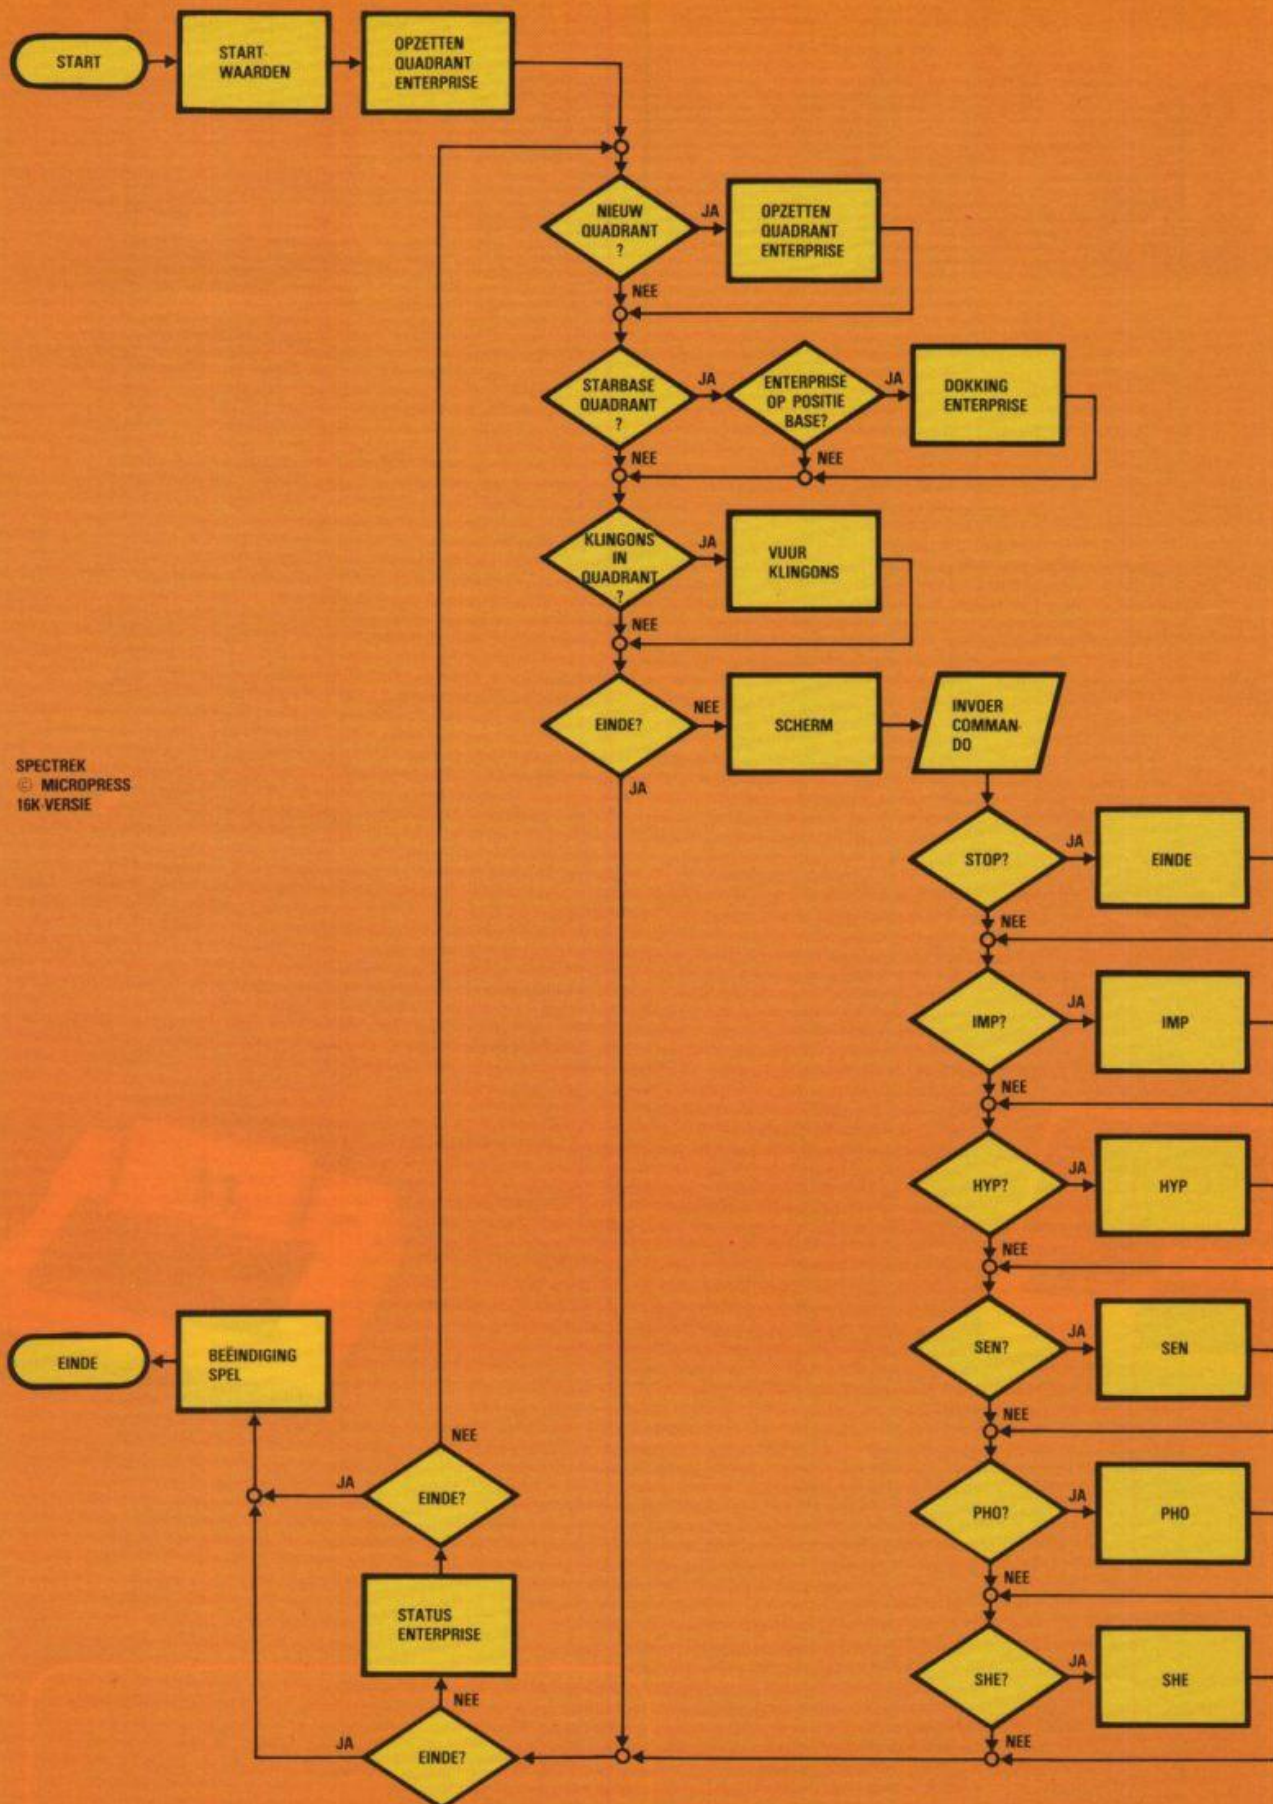 START
START-
WAARDEN
OPZETTEN
QUADRANT
ENTERPRISE
NIEUW
QUADRANT
?
JA
OPZETTEN
QUADRANT
ENTERPRISE
NEE
STARBASE
QUADRANT
?
JA
ENTERPRISE
OP POSITIE
BASE?
JA
DOKKING
ENTERPRISE
NEE
NEE
KLINGONS
IN
QUADRANT
?
JA
VUUR
KLINGONS
NEE
EINDE?
NEE
SCHERM
INVOER
COMMAN-
DO
JA
SPECTREK
© MICROPRESS
16K-VERSIE
STOP?
JA
EINDE
NEE
IMP?
JA
IMP
NEE
HYP?
JA
HYP
NEE
SEN?
JA
SEN
NEE
PHO?
JA
PHO
NEE
SHE?
JA
SHE
NEE
EINDE
BEËINDIGING
SPEL
NEE
JA
EINDE?
STATUS
ENTERPRISE
NEE
JA
EINDE?